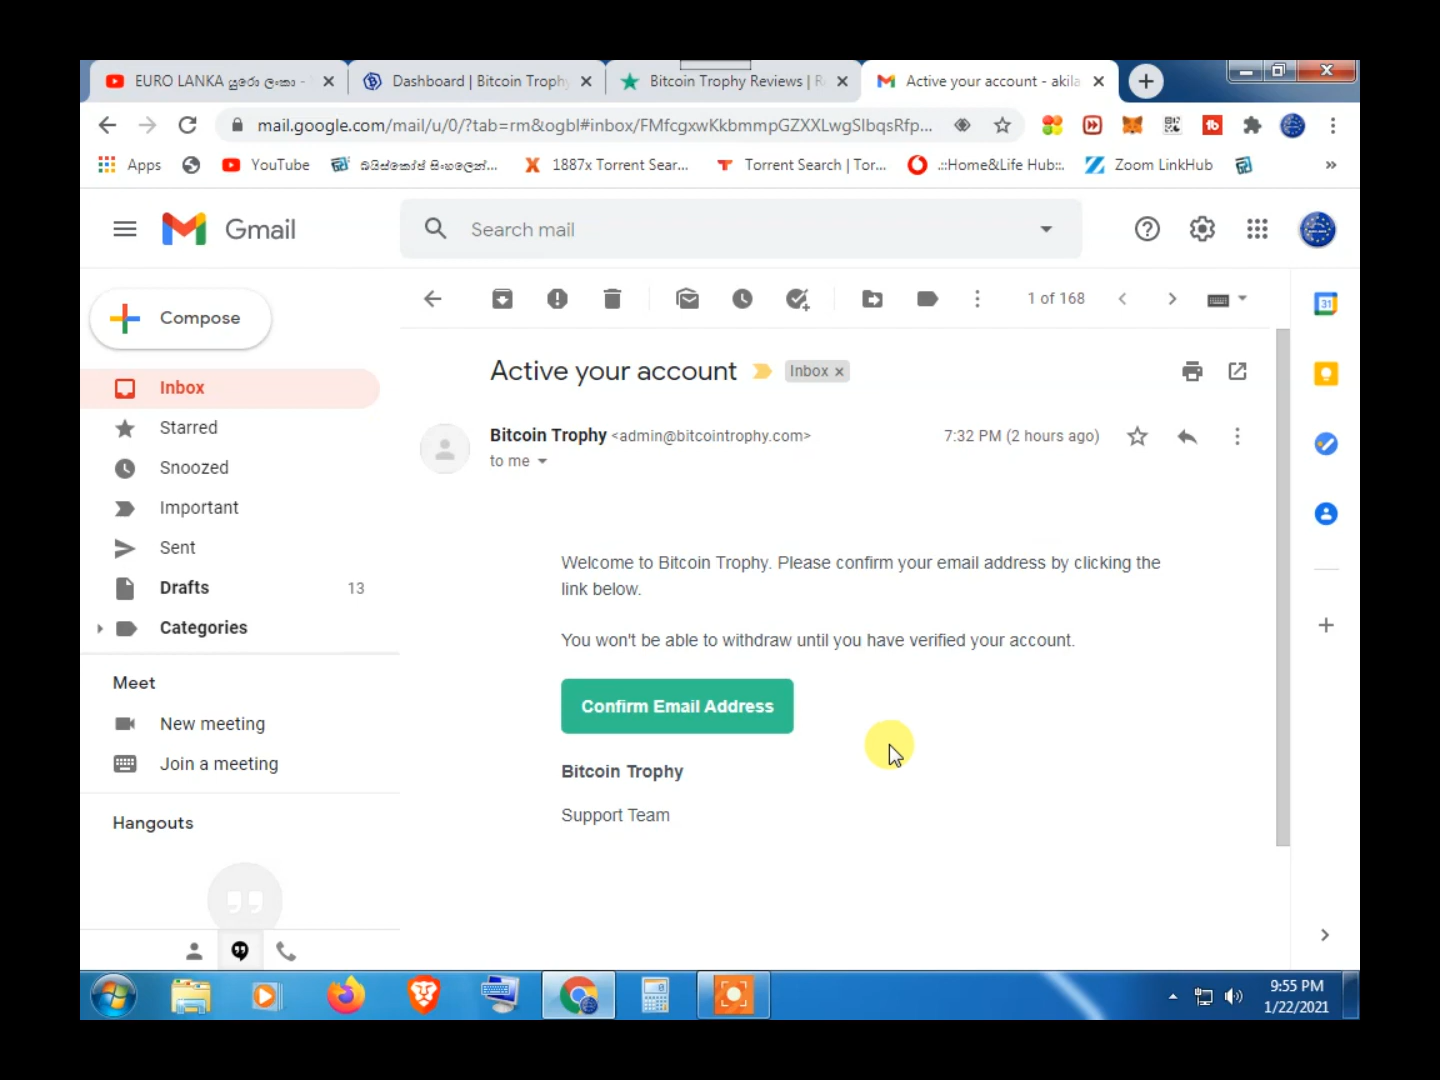 EURO LANKA යුරෝ ලංකා -
Dashboard | Bitcoin Trophy
Bitcoin Trophy Reviews | R
Active your account - akila
mail.google.com/mail/u/0/?tab=rm&ogbl#inbox/FMfcgxwKkbmmpGZXXLwgSlbqsRfp...
Apps
YouTube
බයිස්කෝප් සිංහලෙන්...
1887x Torrent Sear...
Torrent Search | Tor...
.::Home&Life Hub::.
Zoom LinkHub
»
Gmail
Search mail
Compose
1 of 168
31
Inbox
Starred
Snoozed
Important
Sent
Drafts
13
Categories
Meet
New meeting
Join a meeting
Hangouts
Active your account
Inbox x
Bitcoin Trophy <admin@bitcointrophy.com>
7:32 PM (2 hours ago)
to me
Welcome to Bitcoin Trophy. Please confirm your email address by clicking the
link below.
You won't be able to withdraw until you have verified your account.
Confirm Email Address
Bitcoin Trophy
Support Team
9:55 PM
1/22/2021